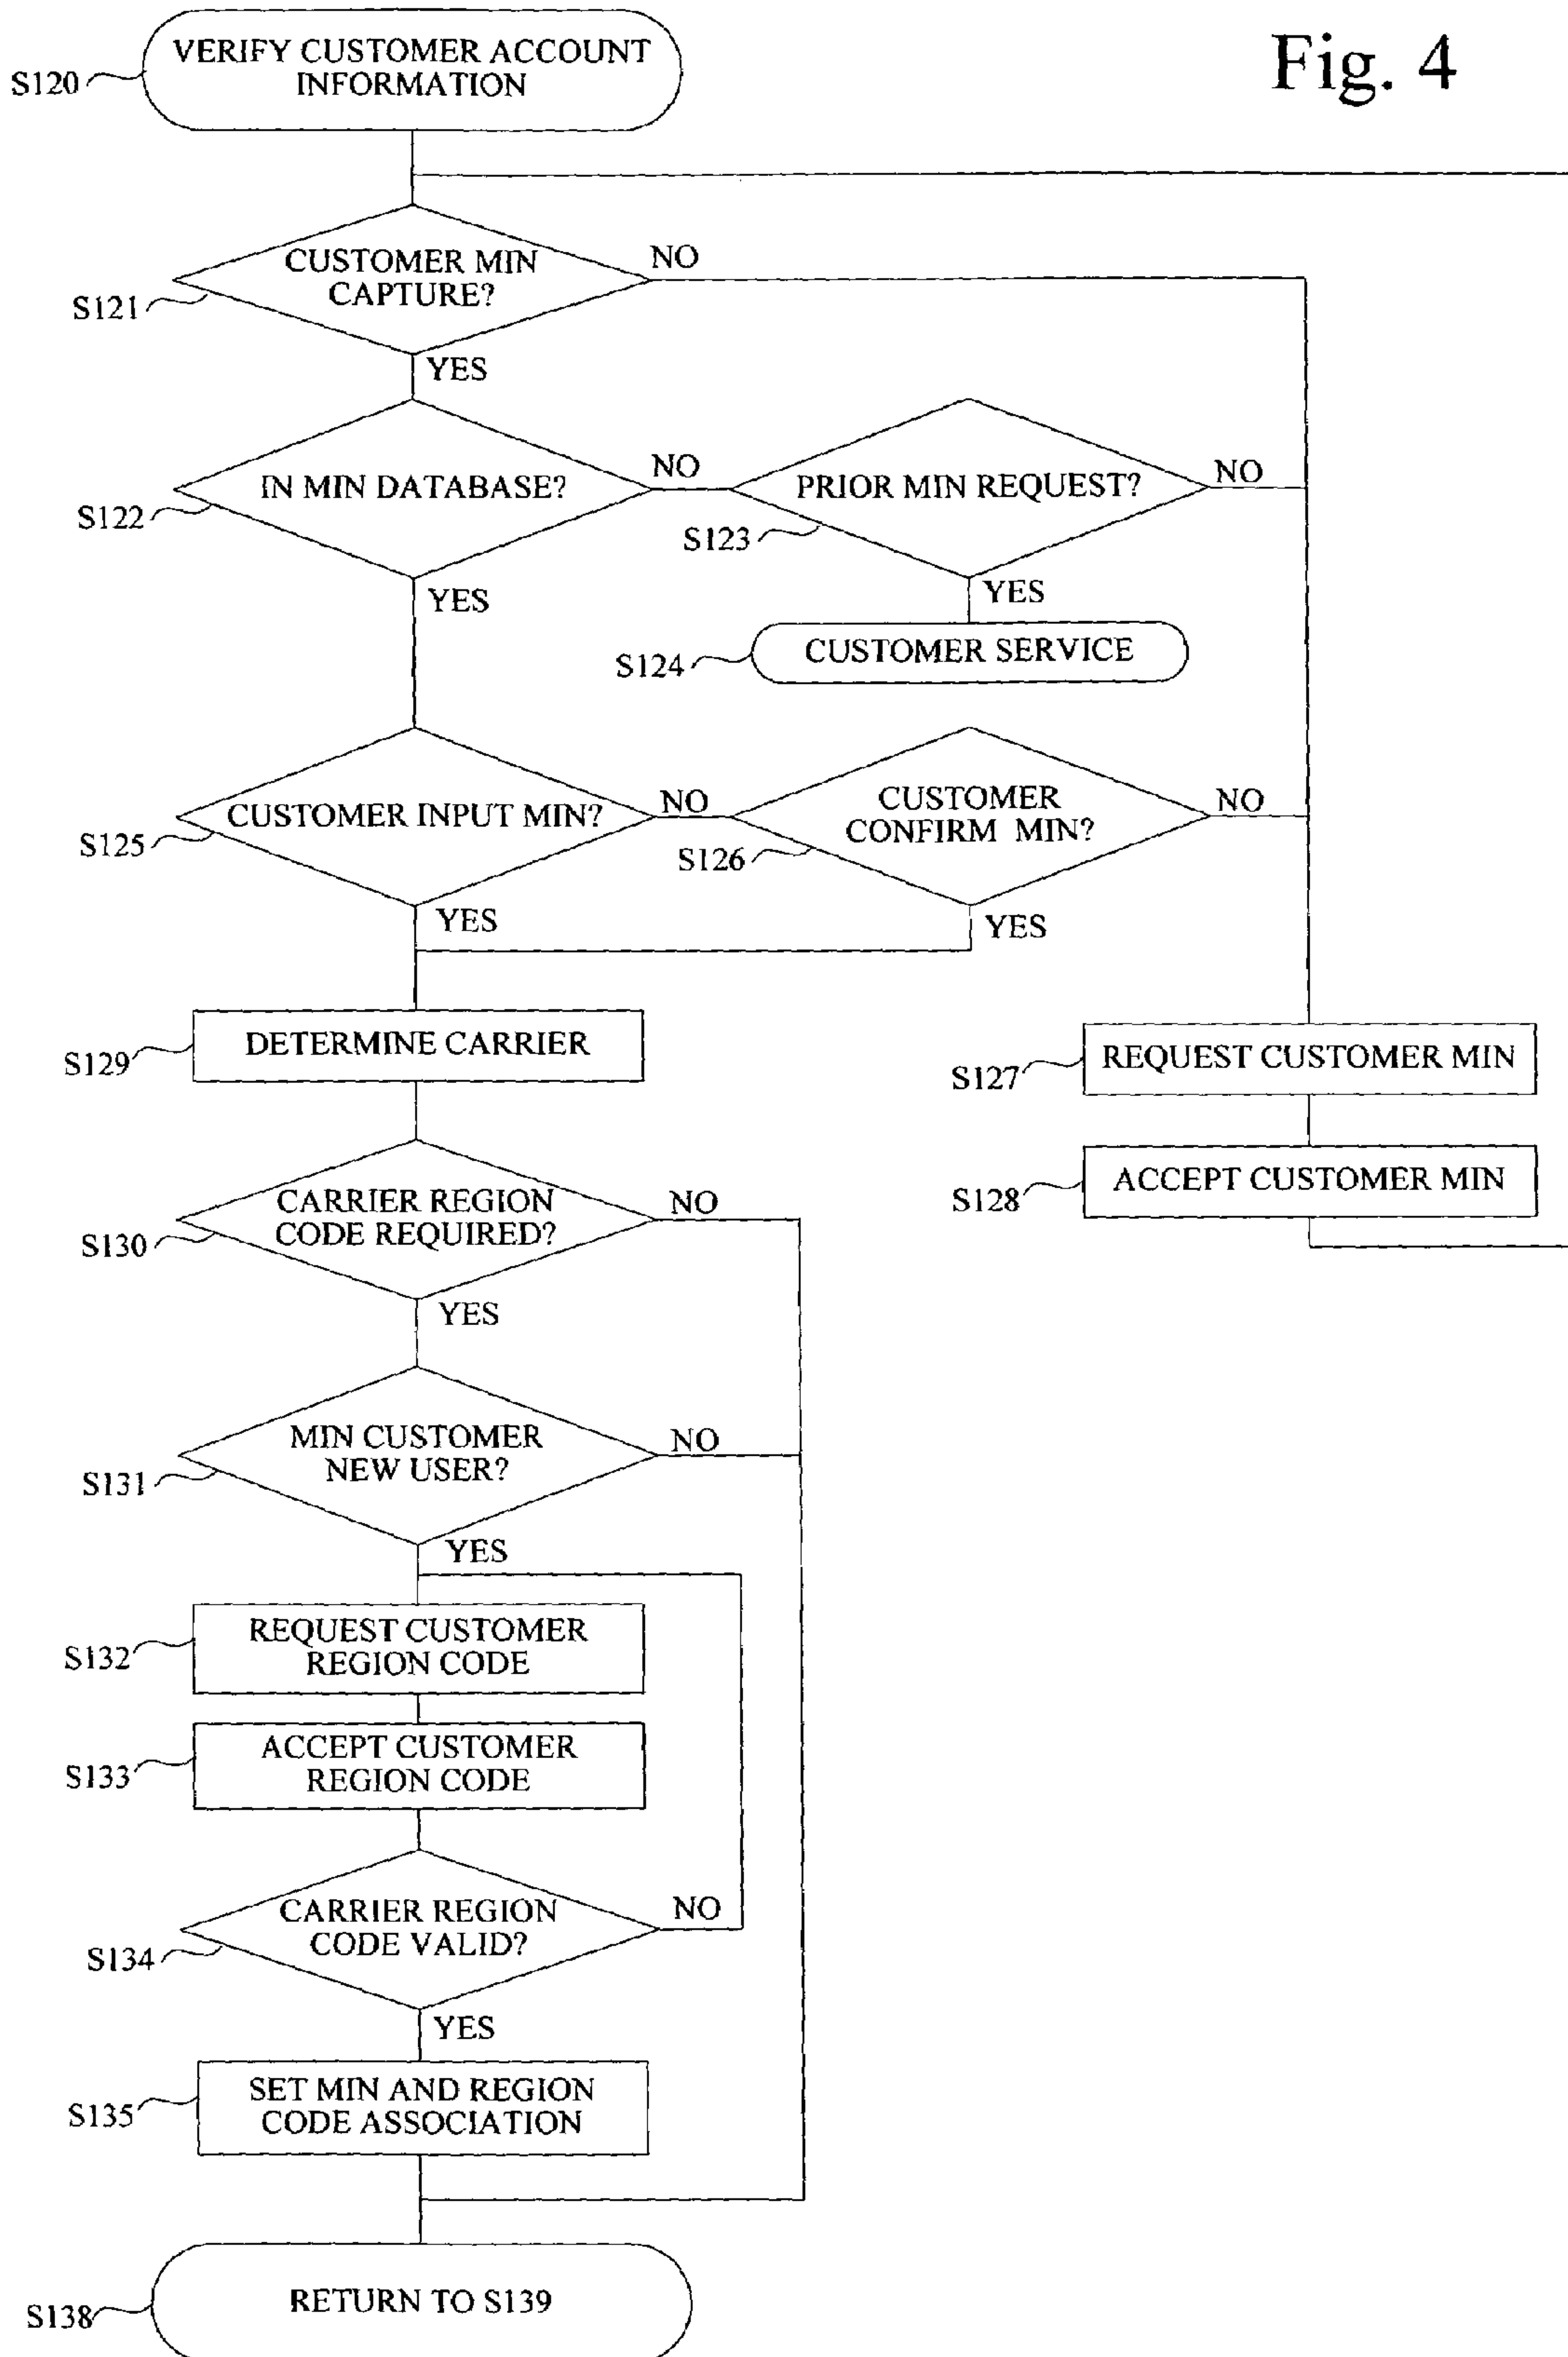 Fig. 4
VERIFY CUSTOMER ACCOUNT
INFORMATION
S120
CUSTOMER MIN
CAPTURE?
NO
S121
YES
IN MIN DATABASE?
NO
S122
PRIOR MIN REQUEST?
NO
S123
YES
YES
CUSTOMER SERVICE
S124
CUSTOMER INPUT MIN?
NO
S125
CUSTOMER
CONFIRM MIN?
NO
S126
YES
YES
DETERMINE CARRIER
S129
REQUEST CUSTOMER MIN
S127
ACCEPT CUSTOMER MIN
S128
CARRIER REGION
CODE REQUIRED?
NO
S130
YES
MIN CUSTOMER
NEW USER?
NO
S131
YES
REQUEST CUSTOMER
REGION CODE
S132
ACCEPT CUSTOMER
REGION CODE
S133
CARRIER REGION
CODE VALID?
NO
S134
YES
SET MIN AND REGION
CODE ASSOCIATION
S135
RETURN TO S139
S138